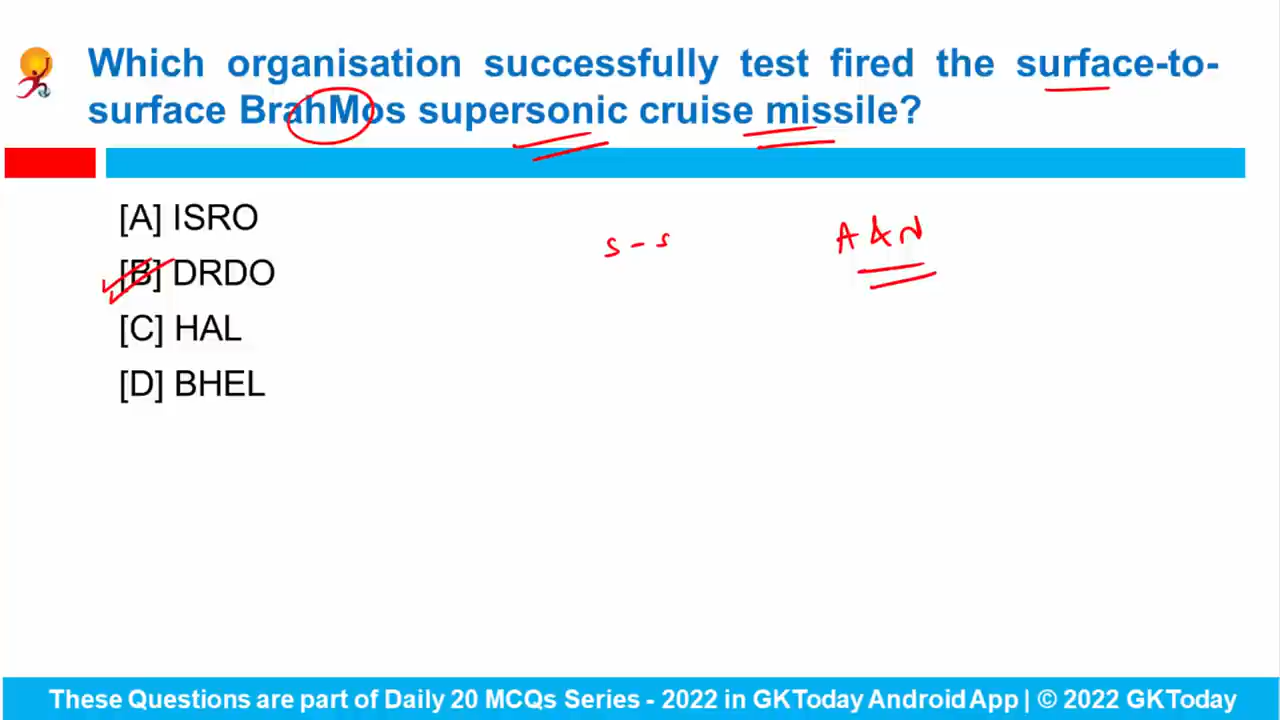 Which organisation successfully test fired the surface-to-
surface BrahMos supersonic cruise missile?
[A] ISRO
s - s
A & N
[B] DRDO
[C] HAL
[D] BHEL
These Questions are part of Daily 20 MCQs Series - 2022 in GKToday Android App | © 2022 GKToday